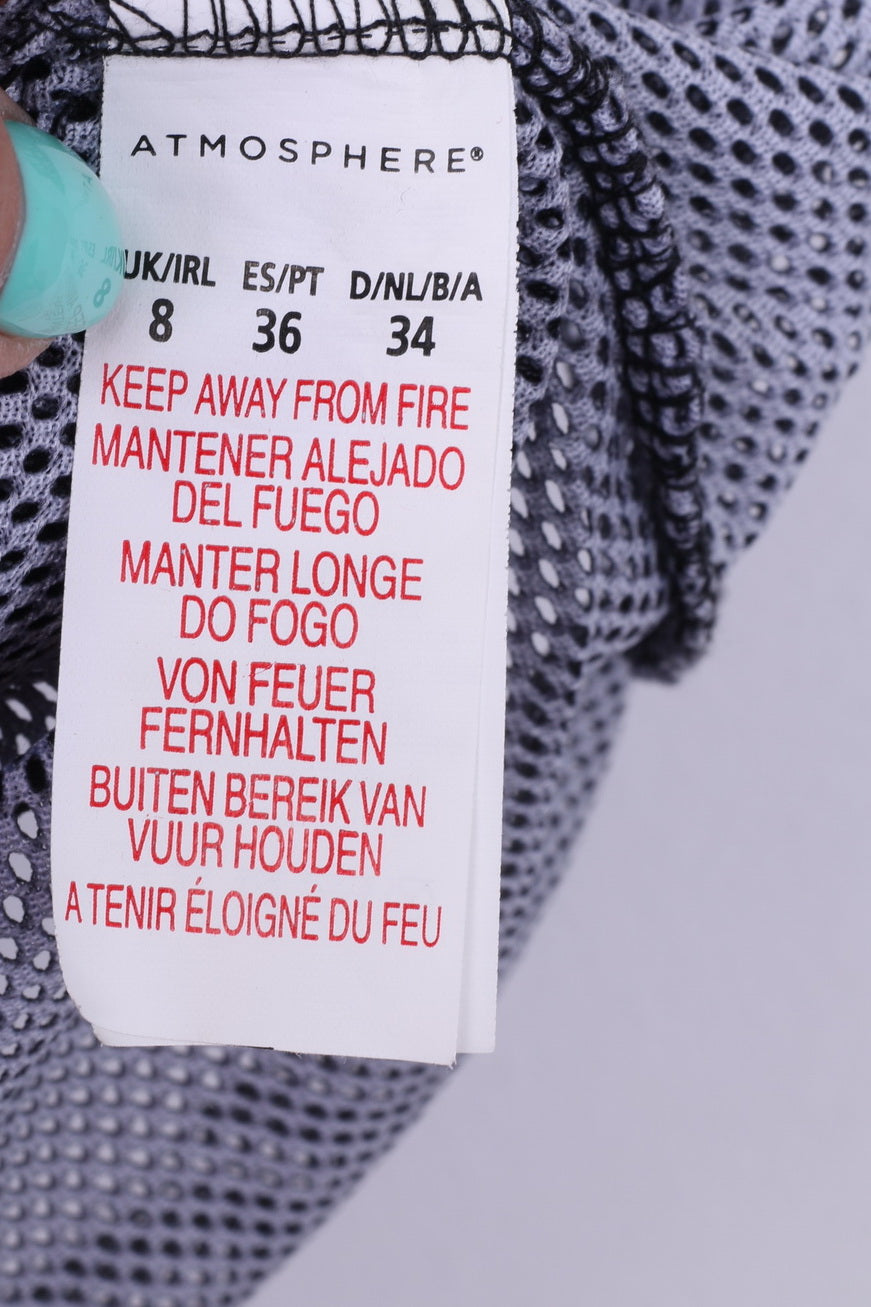 ATMOSPHERE®
UK/IRL ES/PT D/NL/B/A
8 36 34
KEEP AWAY FROM FIRE
MANTENER ALEJADO
DEL FUEGO
MANTER LONGE
DO FOGO
VON FEUER
FERNHALTEN
BUITEN BEREIK VAN
VUUR HOUDEN
A TENIR ÉLOIGNÉ DU FEU